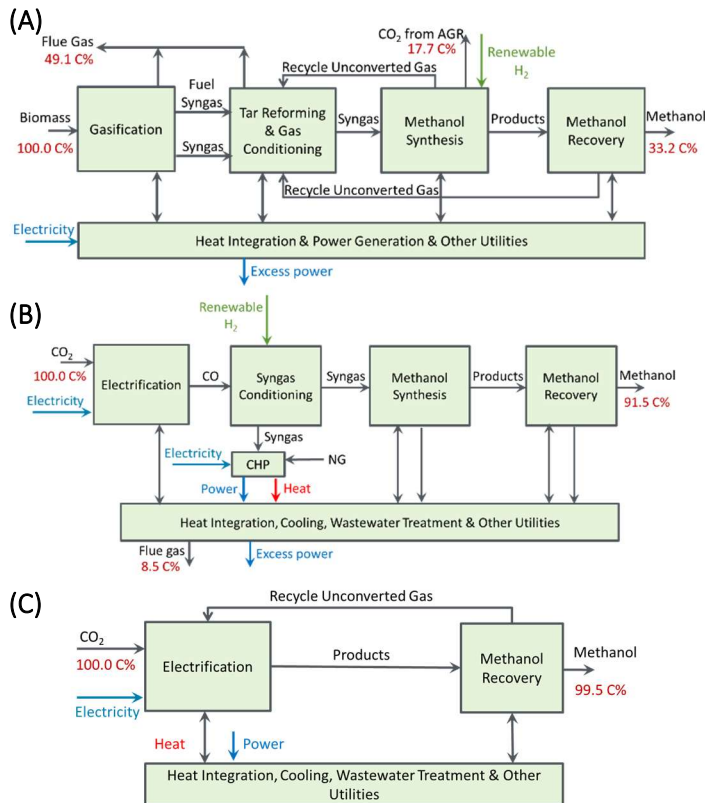 (A)
Flue Gas
49.1 C%
CO2 from AGR
17.7 C%
Renewable
H2
Recycle Unconverted Gas
Fuel
Syngas
Biomass
100.0 C%
Gasification
Syngas
Tar Reforming
& Gas
Conditioning
Syngas
Methanol
Synthesis
Products
Methanol
Recovery
Methanol
33.2 C%
Recycle Unconverted Gas
Electricity
Heat Integration & Power Generation & Other Utilities
Excess power
(B)
Renewable
H2
CO2
100.0 C%
Electricity
Electrification
CO
Syngas
Conditioning
Syngas
Methanol
Synthesis
Products
Methanol
Recovery
Methanol
91.5 C%
Syngas
Electricity
CHP
NG
Power
Heat
Heat Integration, Cooling, Wastewater Treatment & Other Utilities
Flue gas
8.5 C%
Excess power
(C)
Recycle Unconverted Gas
CO2
100.0 C%
Electricity
Electrification
Products
Methanol
Recovery
Methanol
99.5 C%
Heat
Power
Heat Integration, Cooling, Wastewater Treatment & Other
Utilities